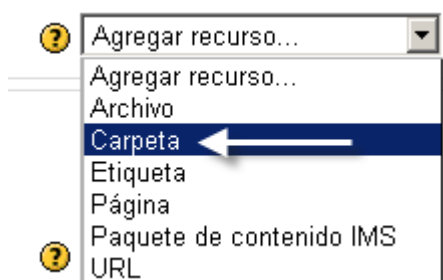 Agregar recurso...
Agregar recurso...
Archivo
Carpeta
Etiqueta
Página
Paquete de contenido IMS
URL